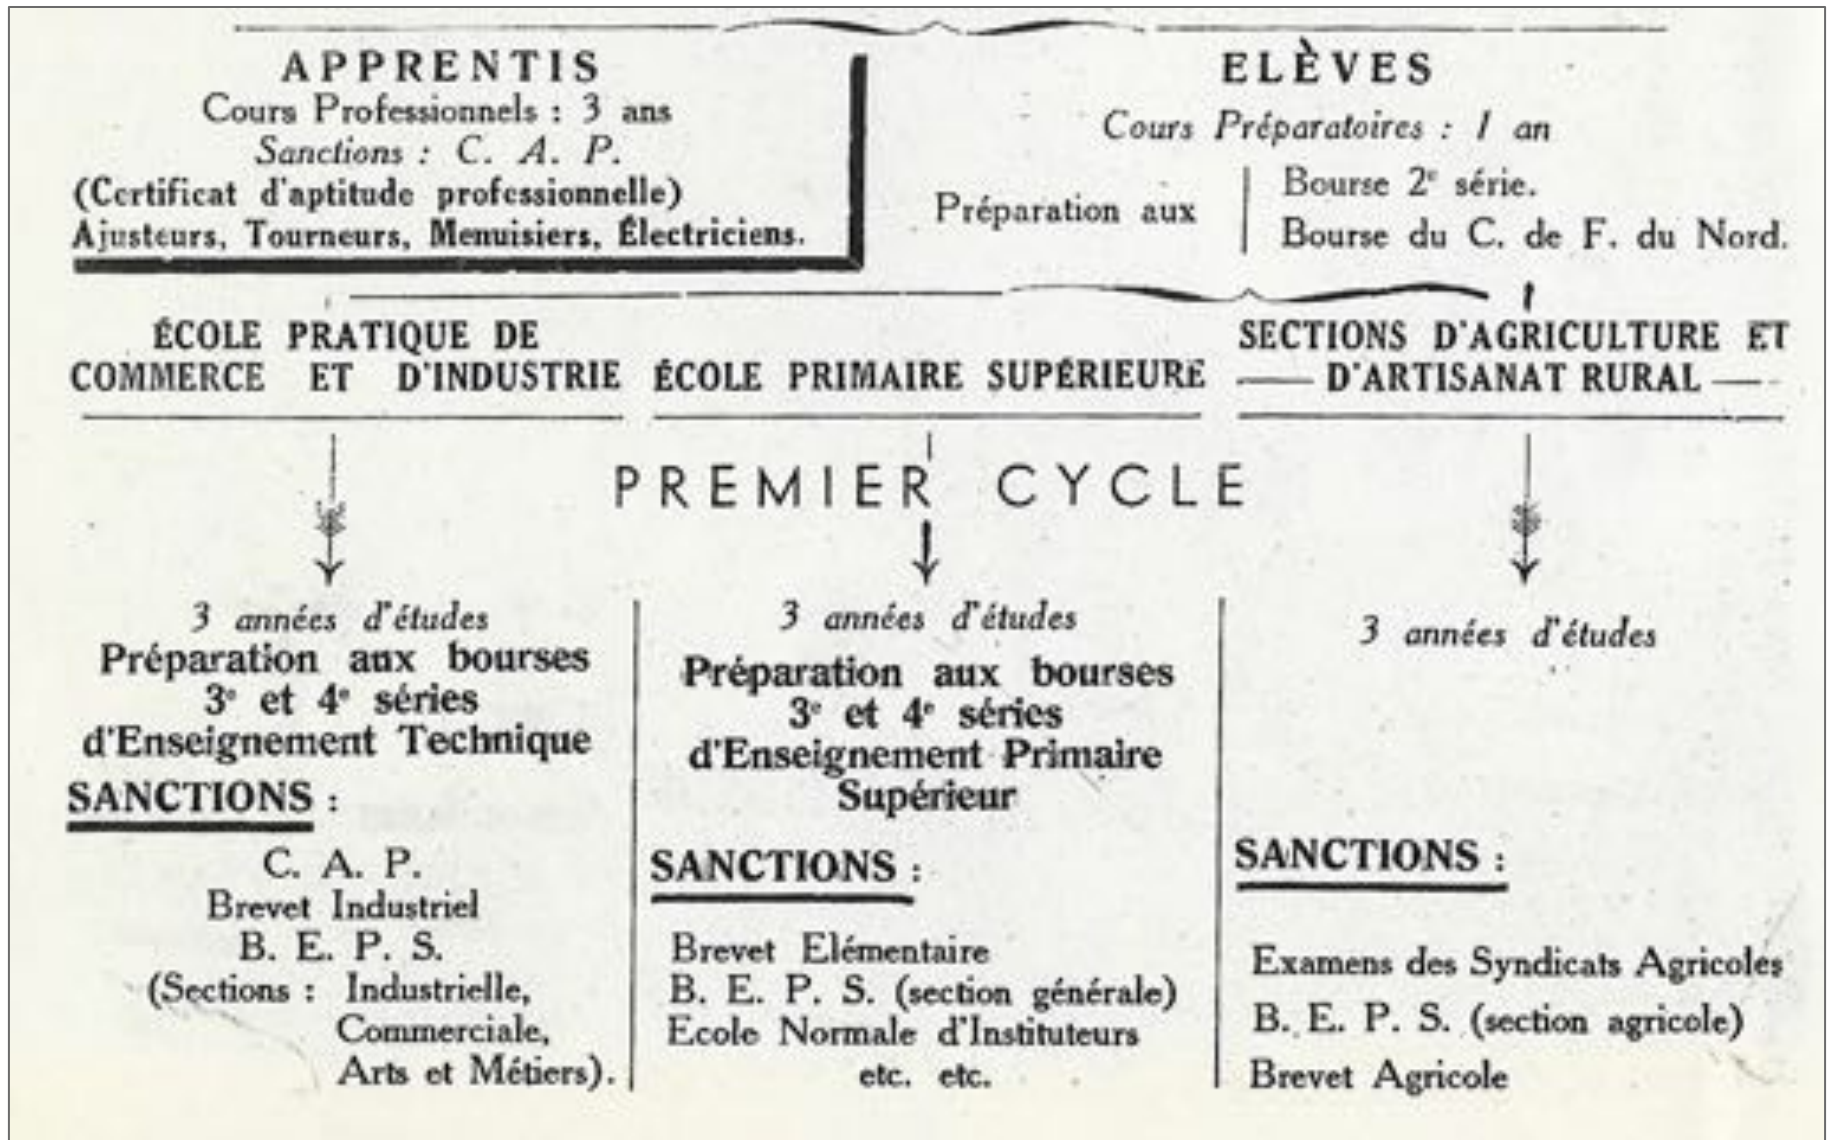 APPRENTIS
Cours Professionnels : 3 ans
Sanctions : C. A. P.
(Certificat d'aptitude professionnelle)
Ajusteurs, Tourneurs, Menuisiers, Électriciens.
ELÈVES
Cours Préparatoires : 1 an
Préparation aux
Bourse 2e série.
Bourse du C. de F. du Nord.
ÉCOLE PRATIQUE DE
COMMERCE ET D'INDUSTRIE
ÉCOLE PRIMAIRE SUPÉRIEURE
SECTIONS D'AGRICULTURE ET
D'ARTISANAT RURAL
PREMIER CYCLE
3 années d'études
Préparation aux bourses
3e et 4e séries
d'Enseignement Technique
SANCTIONS :
C. A. P.
Brevet Industriel
B. E. P. S.
(Sections : Industrielle,
Commerciale,
Arts et Métiers).
3 années d'études
Préparation aux bourses
3e et 4e séries
d'Enseignement Primaire
Supérieur
SANCTIONS :
Brevet Elémentaire
B. E. P. S. (section générale)
Ecole Normale d'Instituteurs
etc. etc.
3 années d'études
SANCTIONS :
Examens des Syndicats Agricoles
B. E. P. S. (section agricole)
Brevet Agricole